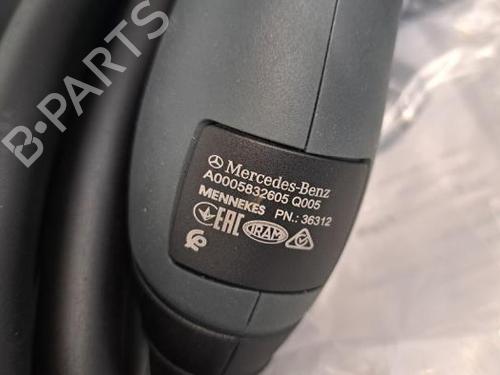 B-PARTS
Mercedes-Benz
A0005832605 Q005
MENNEKES PN.: 36312
EAC IRAM